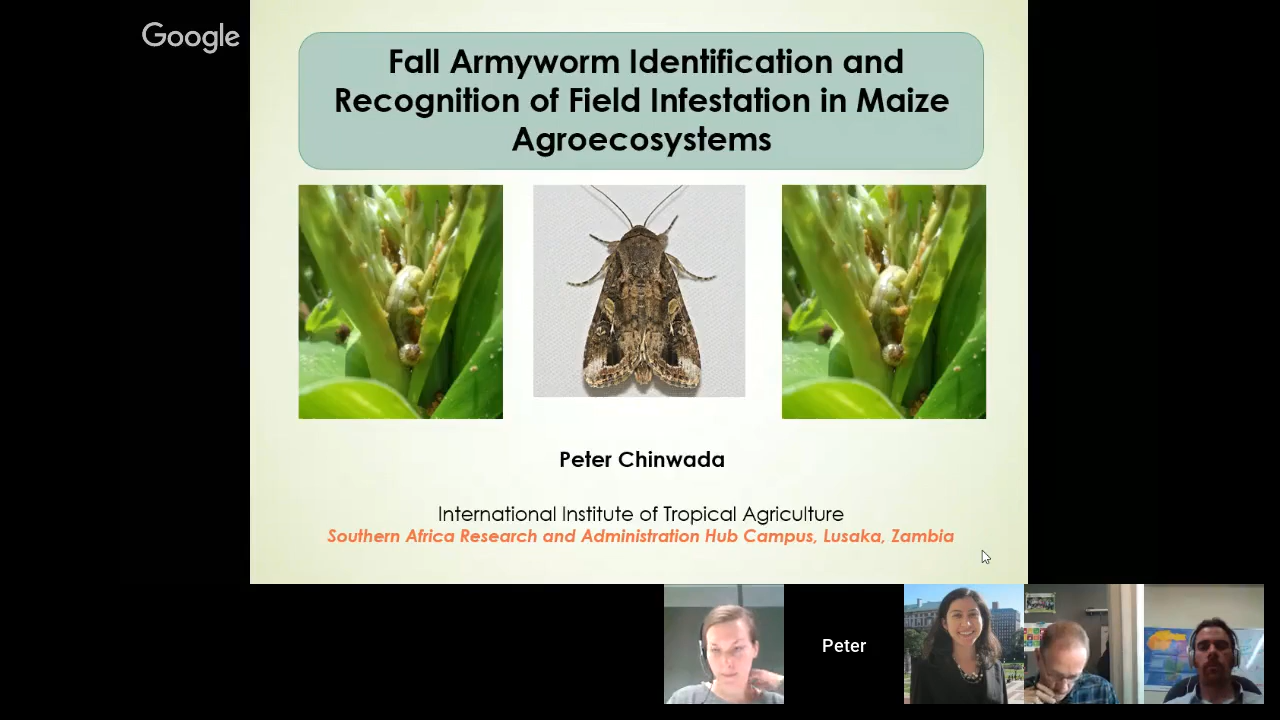 Google
Fall Armyworm Identification and
Recognition of Field Infestation in Maize
Agroecosystems
Peter Chinwada
International Institute of Tropical Agriculture
Southern Africa Research and Administration Hub Campus, Lusaka, Zambia
Peter